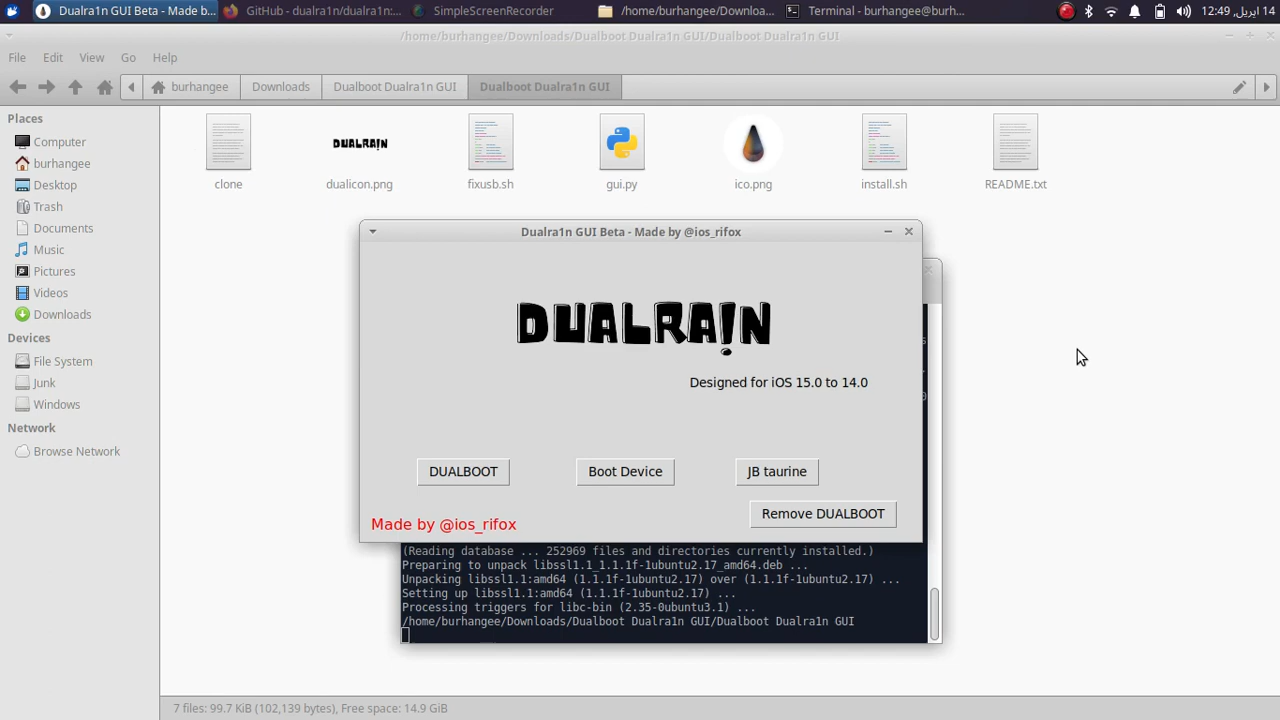 Dualra1n GUI Beta - Made b...
GitHub - dualra1n/dualra1n:...
SimpleScreenRecorder
/home/burhangee/Downloa...
Terminal - burhangee@burh...
14 اپریل, 12:49
/home/burhangee/Downloads/Dualboot Dualra1n GUI/Dualboot Dualra1n GUI
File Edit View Go Help
burhangee Downloads Dualboot Dualra1n GUI Dualboot Dualra1n GUI
Places
Computer
burhangee
Desktop
Trash
Documents
Music
Pictures
Videos
Downloads
Devices
File System
Junk
Windows
Network
Browse Network
DUALRA!N
clone dualicon.png fixusb.sh gui.py ico.png install.sh README.txt
Dualra1n GUI Beta - Made by @ios_rifox
DUALRA!N
Designed for iOS 15.0 to 14.0
DUALBOOT Boot Device JB taurine
Remove DUALBOOT
Made by @ios_rifox
(Reading database ... 252969 files and directories currently installed.)
Preparing to unpack libssl1.1_1.1.1f-1ubuntu2.17_amd64.deb ...
Unpacking libssl1.1:amd64 (1.1.1f-1ubuntu2.17) over (1.1.1f-1ubuntu2.17) ...
Setting up libssl1.1:amd64 (1.1.1f-1ubuntu2.17) ...
Processing triggers for libc-bin (2.35-0ubuntu3.1) ...
/home/burhangee/Downloads/Dualboot Dualra1n GUI/Dualboot Dualra1n GUI
7 files: 99.7 KiB (102,139 bytes), Free space: 14.9 GiB